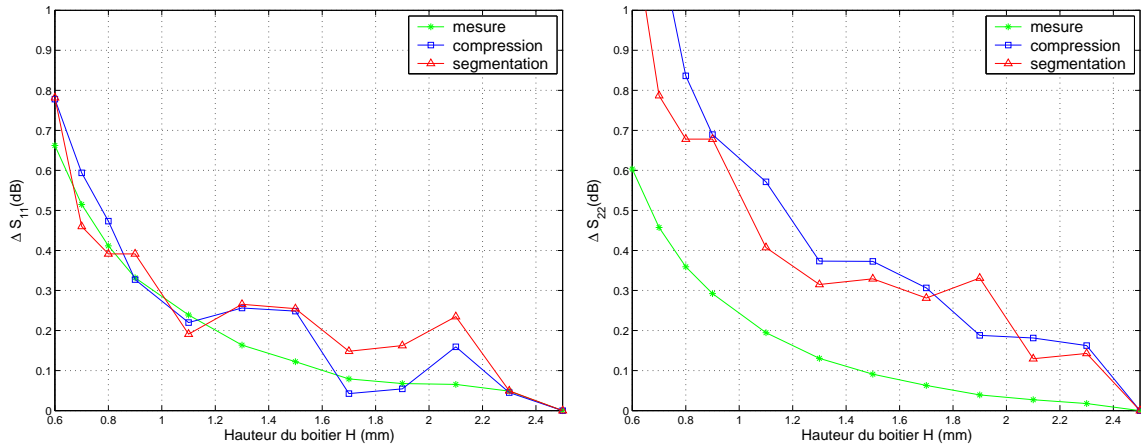 1
0.9
0.8
0.7
0.6
0.5
0.4
0.3
0.2
0.1
0
Δ S11(dB)
0.6 0.8 1 1.2 1.4 1.6 1.8 2 2.2 2.4
Hauteur du boitier H (mm)
mesure
compression
segmentation
1
0.9
0.8
0.7
0.6
0.5
0.4
0.3
0.2
0.1
0
Δ S22(dB)
0.6 0.8 1 1.2 1.4 1.6 1.8 2 2.2 2.4
Hauteur du boitier H (mm)
mesure
compression
segmentation